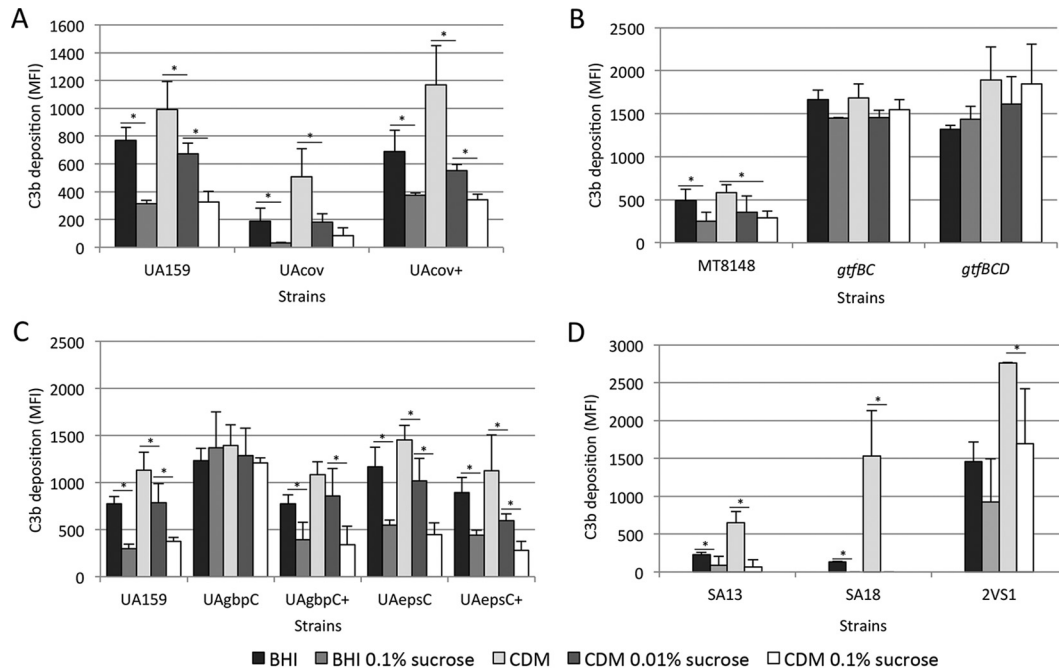 A
C3b deposition (MFI)
1600
1400
1200
1000
800
600
400
200
0
* * * * * * * *
UA159 UAcov UAcov+
Strains
B
C3b deposition (MFI)
2500
2000
1500
1000
500
0
* *
MT8148 gtfBC gtfBCD
Strains
C
C3b deposition (MFI)
2500
2000
1500
1000
500
0
* * * * * * * * * * *
UA159 UAgbpC UAgbpC+ UAepsC UAepsC+
Strains
D
C3b deposition (MFI)
3000
2500
2000
1500
1000
500
0
* * * * *
SA13 SA18 2VS1
Strains
BHI BHI 0.1% sucrose CDM CDM 0.01% sucrose CDM 0.1% sucrose